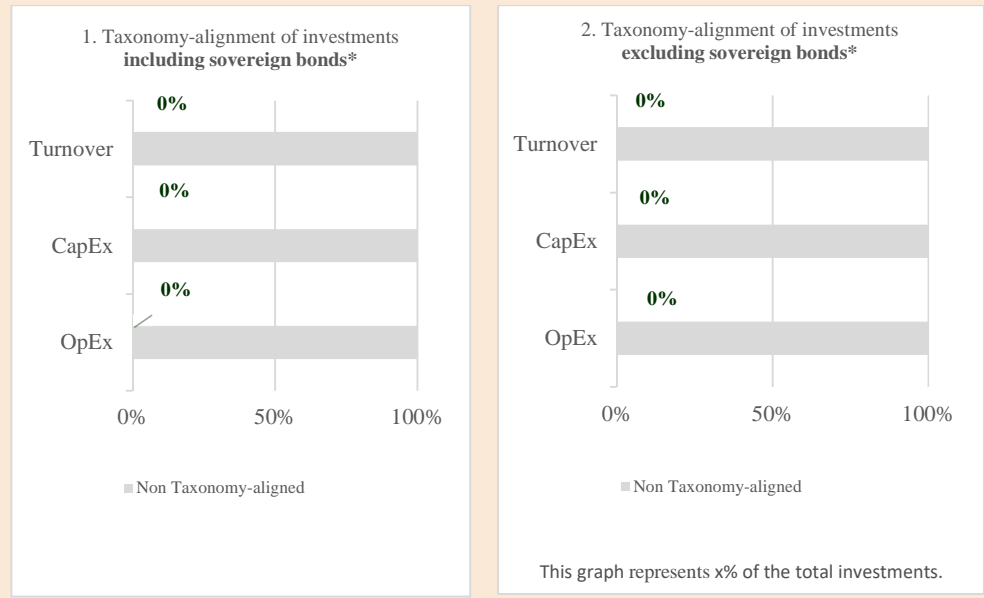 1. Taxonomy-alignment of investments
including sovereign bonds*
0%
Turnover
0%
CapEx
0%
OpEx
0%
50%
100%
Non Taxonomy-aligned
2. Taxonomy-alignment of investments
excluding sovereign bonds*
0%
Turnover
0%
CapEx
0%
OpEx
0%
50%
100%
Non Taxonomy-aligned
This graph represents x% of the total investments.